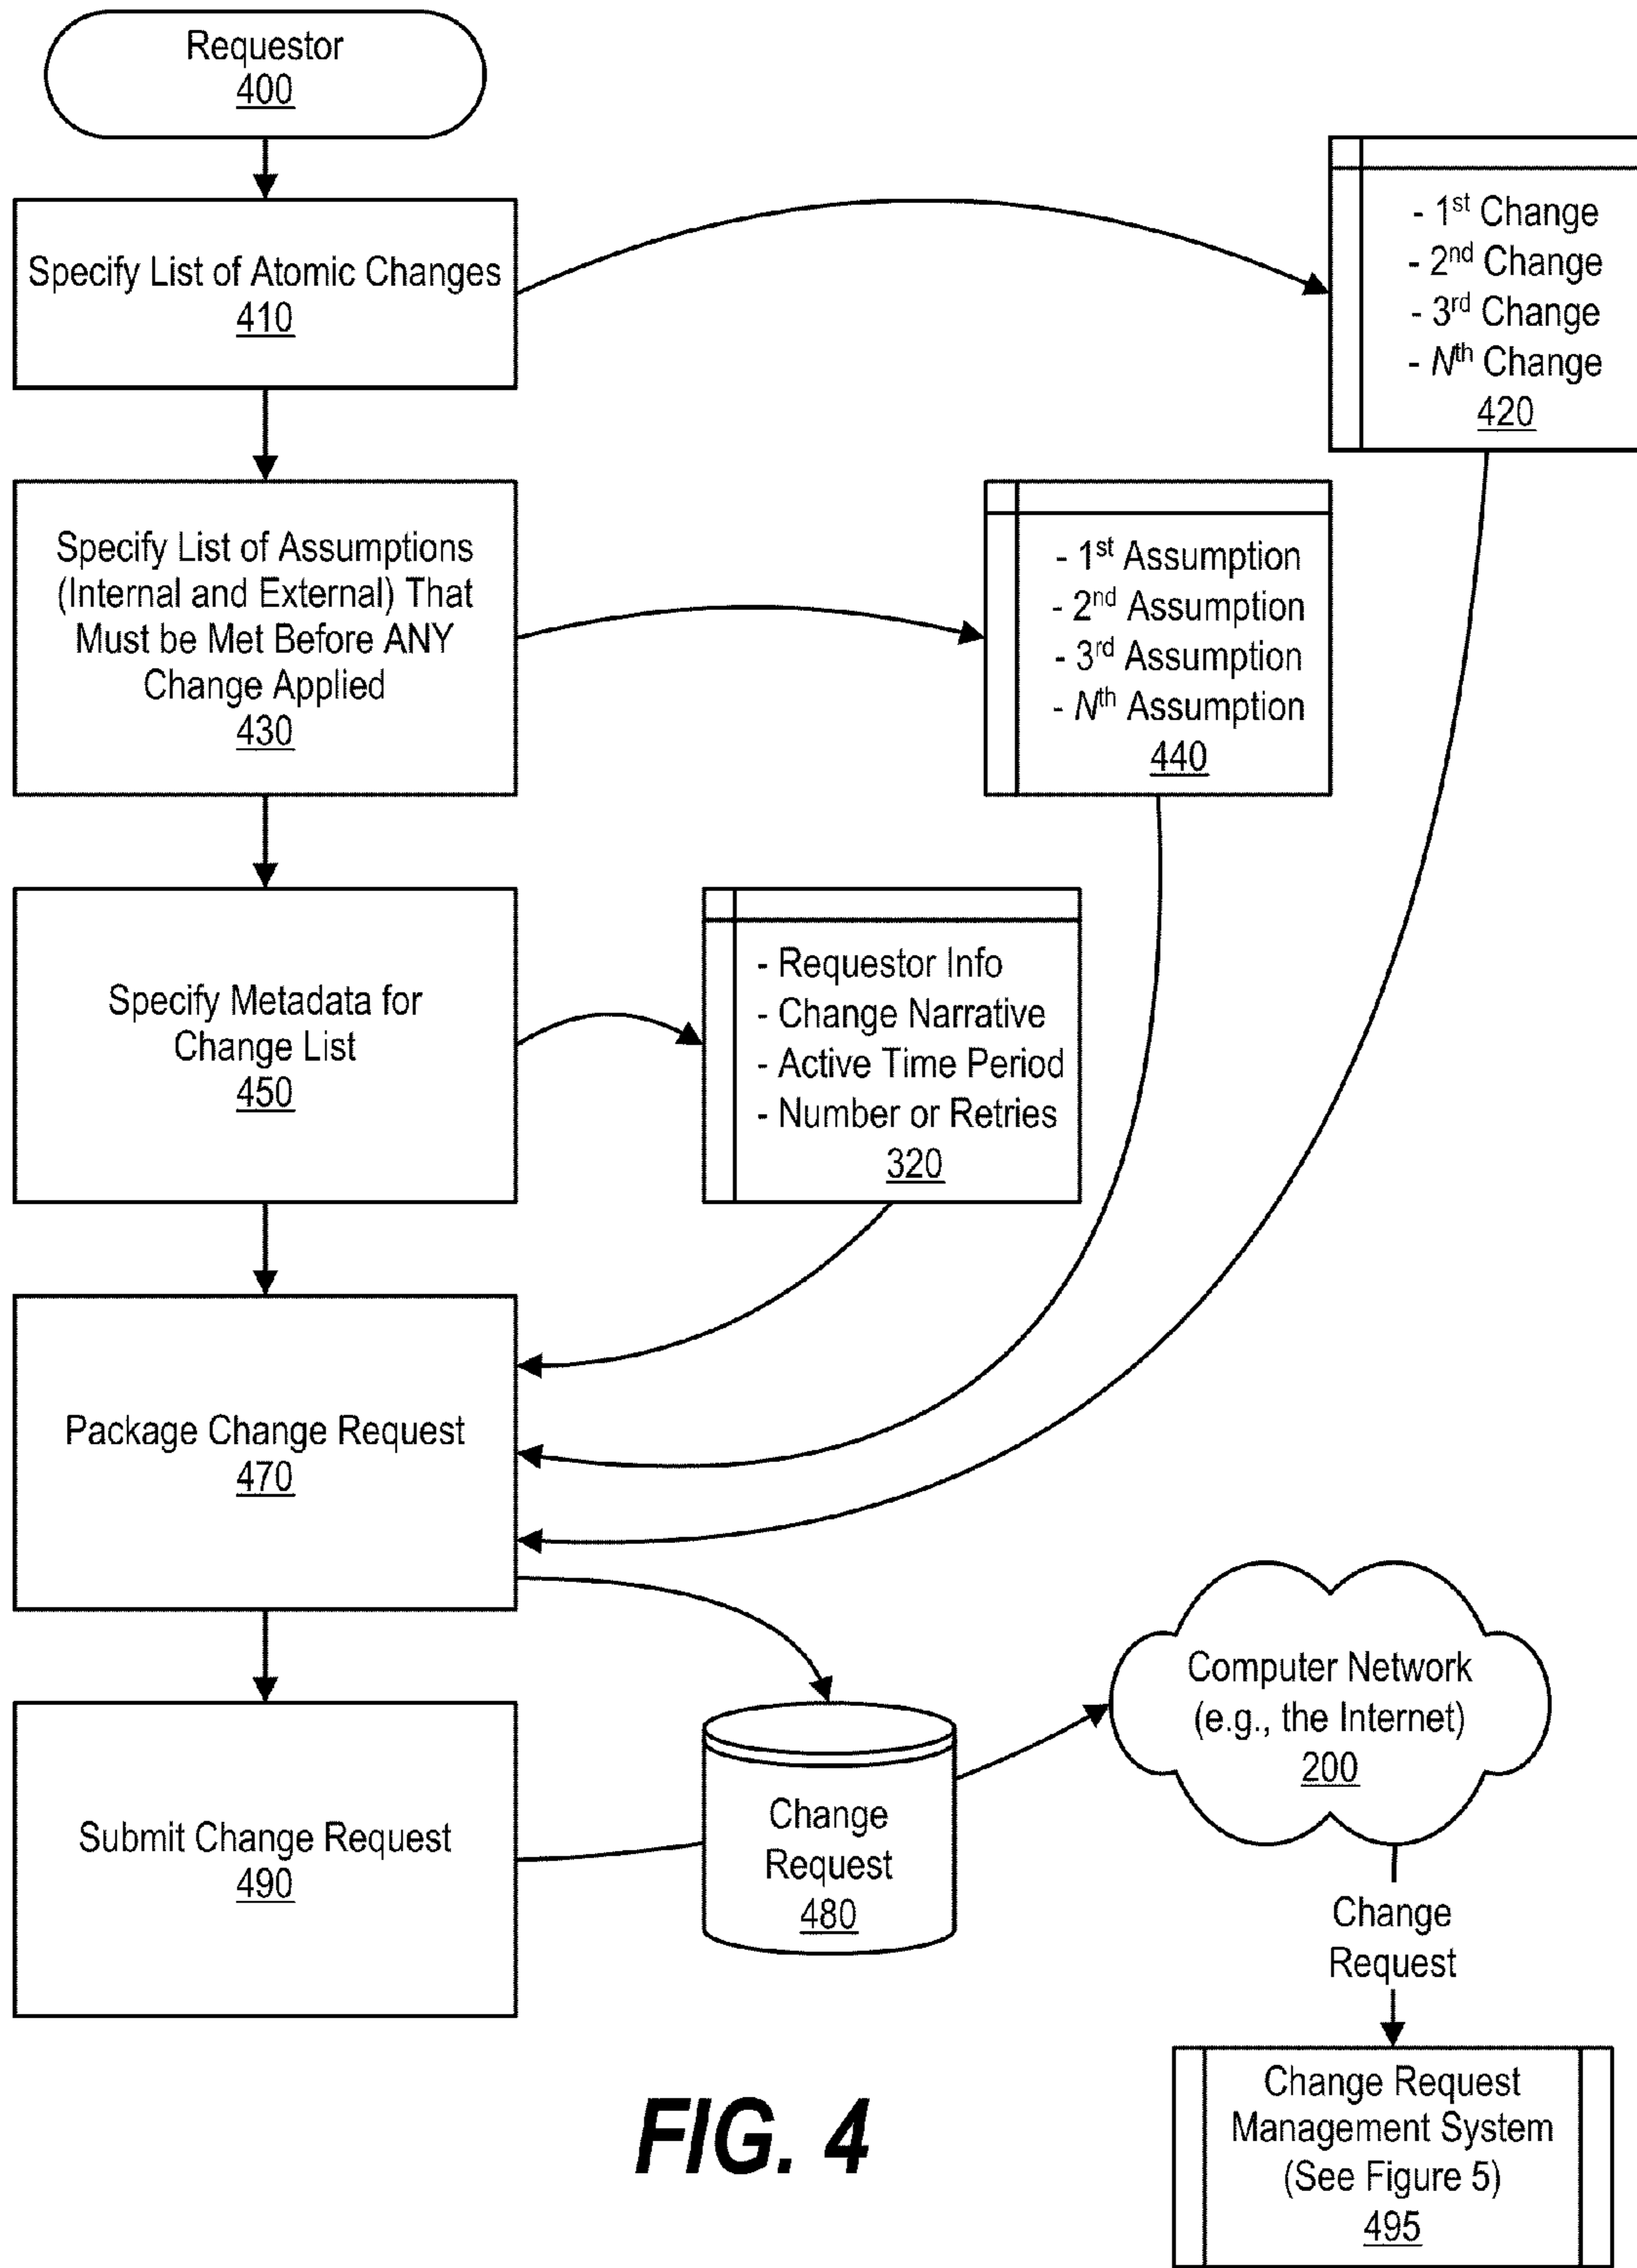 Requestor
400
Specify List of Atomic Changes
410
- 1st Change
- 2nd Change
- 3rd Change
- Nth Change
420
Specify List of Assumptions
(Internal and External) That
Must be Met Before ANY
Change Applied
430
- 1st Assumption
- 2nd Assumption
- 3rd Assumption
- Nth Assumption
440
Specify Metadata for
Change List
450
- Requestor Info
- Change Narrative
- Active Time Period
- Number or Retries
320
Package Change Request
470
Submit Change Request
490
Change
Request
480
Computer Network
(e.g., the Internet)
200
Change
Request
Change Request
Management System
(See Figure 5)
495
FIG. 4